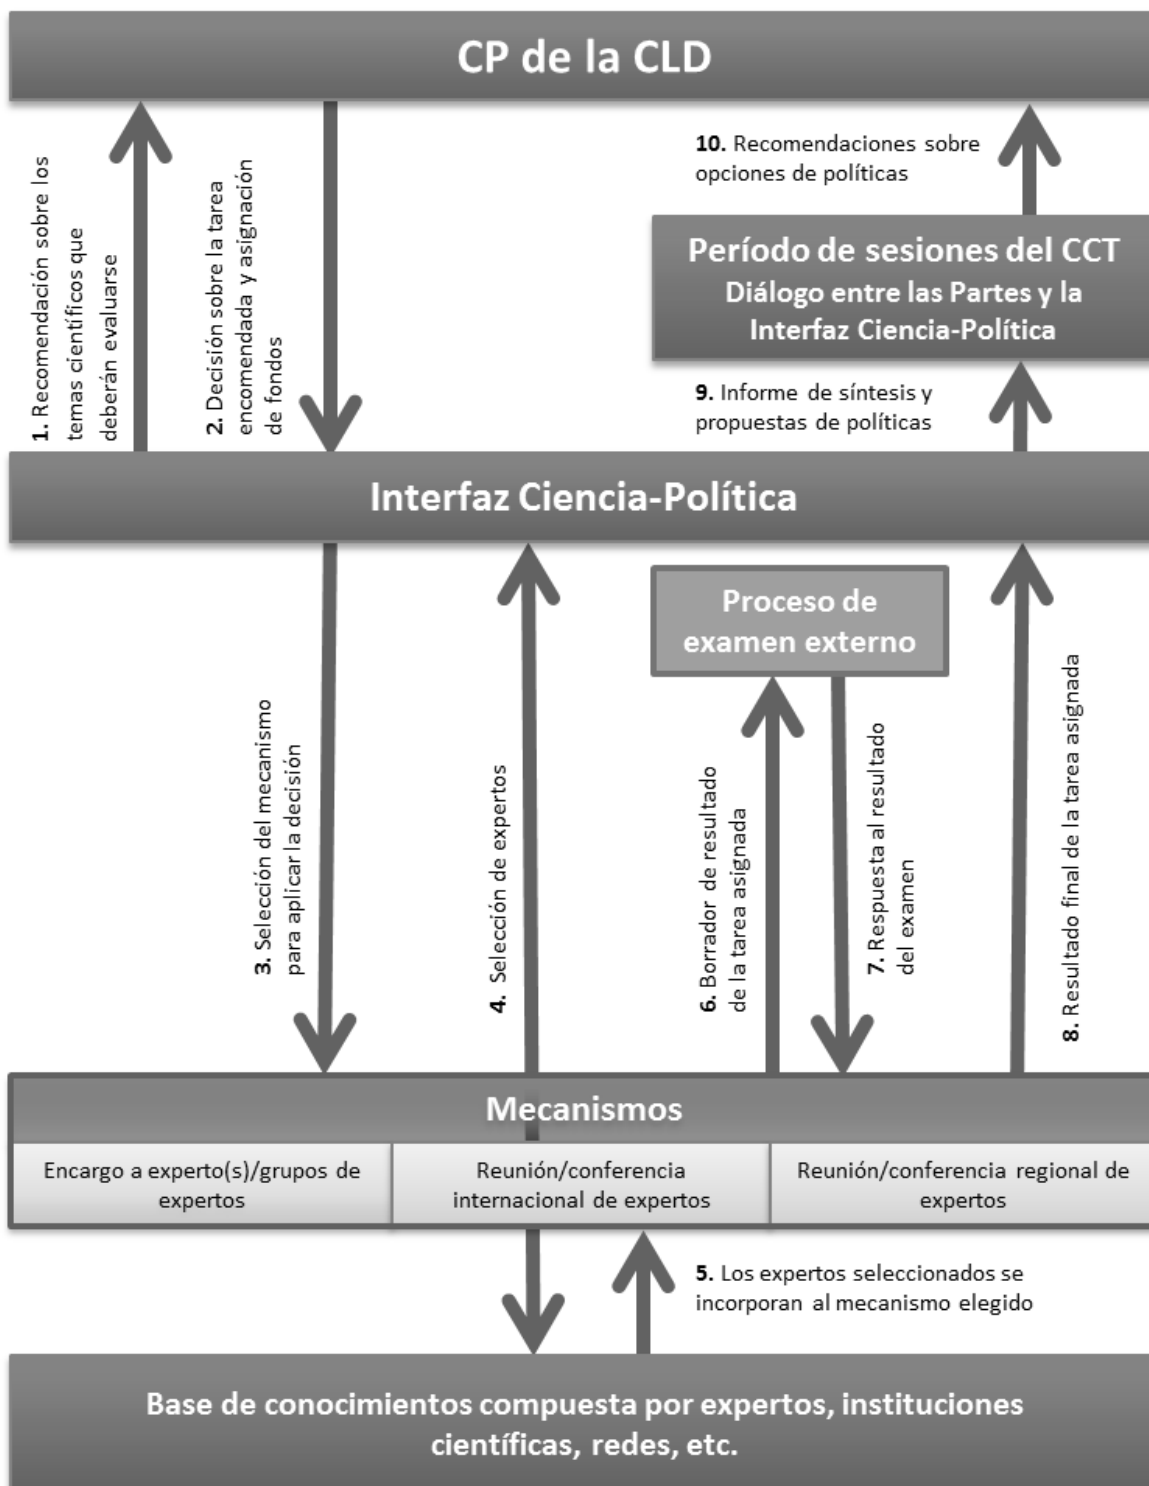 CP de la CLD
1. Recomendación sobre los
temas científicos que
deberán evaluarse
2. Decisión sobre la tarea
encomendada y asignación
de fondos
10. Recomendaciones sobre
opciones de políticas
Período de sesiones del CCT
Diálogo entre las Partes y la
Interfaz Ciencia-Política
9. Informe de síntesis y
propuestas de políticas
Interfaz Ciencia-Política
3. Selección del mecanismo
para aplicar la decisión
4. Selección de expertos
Proceso de
examen externo
6. Borrador de resultado
de la tarea asignada
7. Respuesta al resultado
del examen
8. Resultado final de la tarea asignada
Mecanismos
Encargo a experto(s)/grupos de
expertos
Reunión/conferencia
internacional de expertos
Reunión/conferencia regional de
expertos
5. Los expertos seleccionados se
incorporan al mecanismo elegido
Base de conocimientos compuesta por expertos, instituciones
científicas, redes, etc.